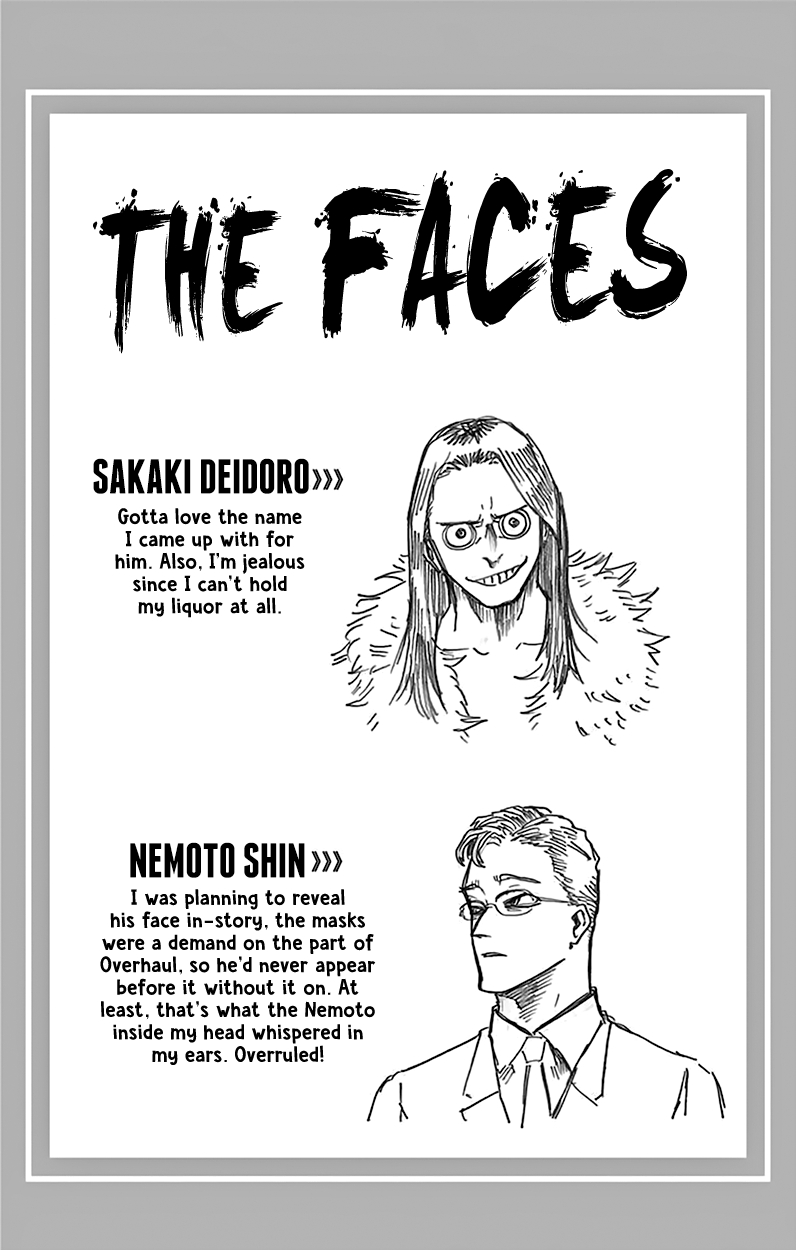 THE FACES
SAKAKI DEIDORO»›
Gotta love the name
I came up with for
him. Also, I'm jealous
since I can't hold
my liquor at all.
NEMOTO SHIN»›
I was planning to reveal
his face in-story, the masks
were a demand on the part of
Overhaul, so he'd never appear
before it without it on. At
least, that's what the Nemoto
inside my head whispered in
my ears. Overruled!